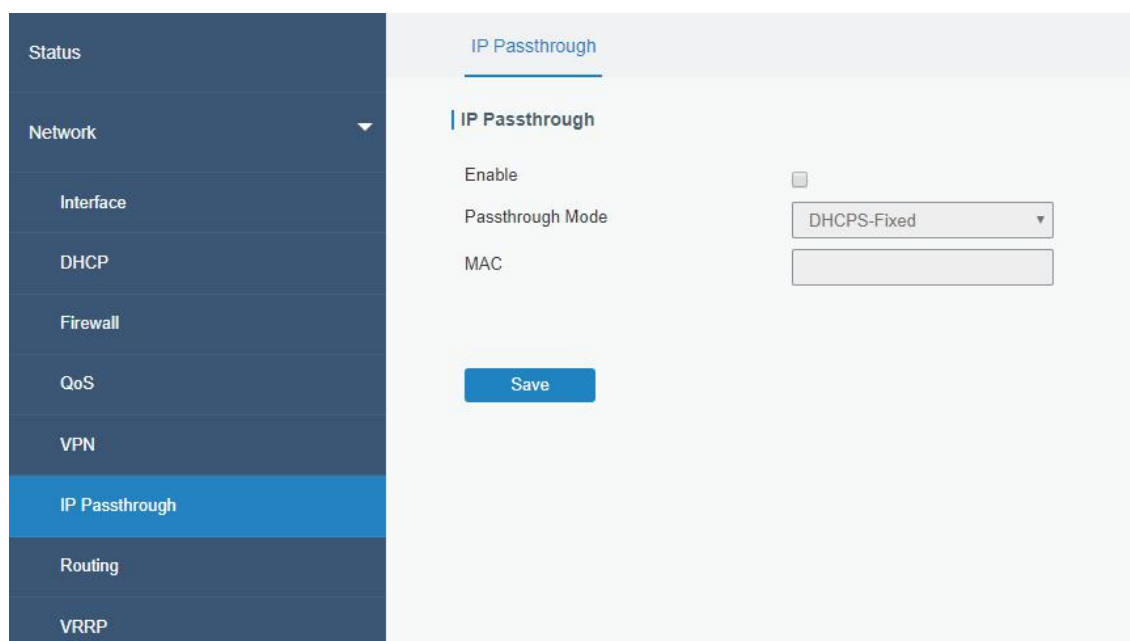 Status
Network
Interface
DHCP
Firewall
QoS
VPN
IP Passthrough
Routing
VRRP
IP Passthrough
IP Passthrough
Enable
Passthrough Mode
DHCPS-Fixed
MAC
Save